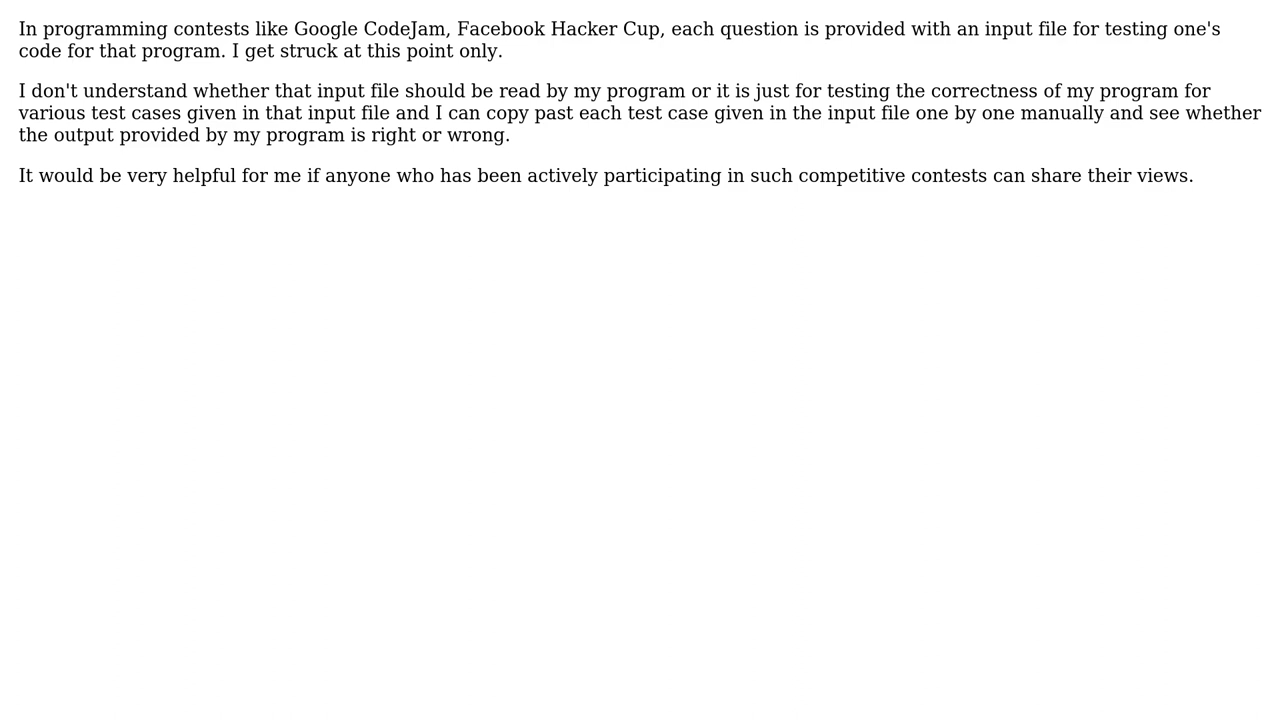 In programming contests like Google CodeJam, Facebook Hacker Cup, each question is provided with an input file for testing one's
code for that program. I get struck at this point only.
I don't understand whether that input file should be read by my program or it is just for testing the correctness of my program for
various test cases given in that input file and I can copy past each test case given in the input file one by one manually and see whether
the output provided by my program is right or wrong.
It would be very helpful for me if anyone who has been actively participating in such competitive contests can share their views.